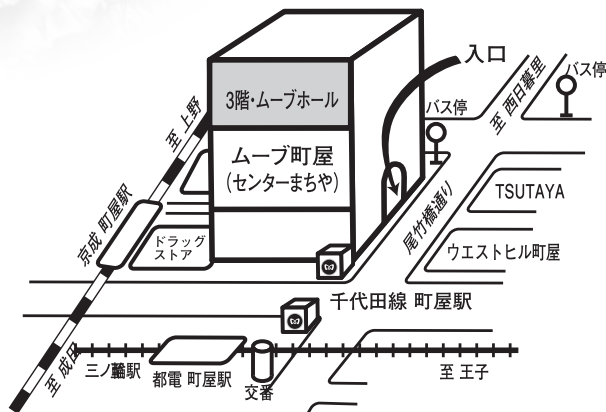 入口
至 西日暮里
バス停
バス停
至 上野
3階・ムーブホール
ムーブ町屋
(センターまちや)
京成 町屋駅
ドラッグ
ストア
尾竹橋通り
TSUTAYA
ウエストヒル町屋
千代田線 町屋駅
至 成田
三ノ輪駅
都電 町屋駅
交番
至 王子